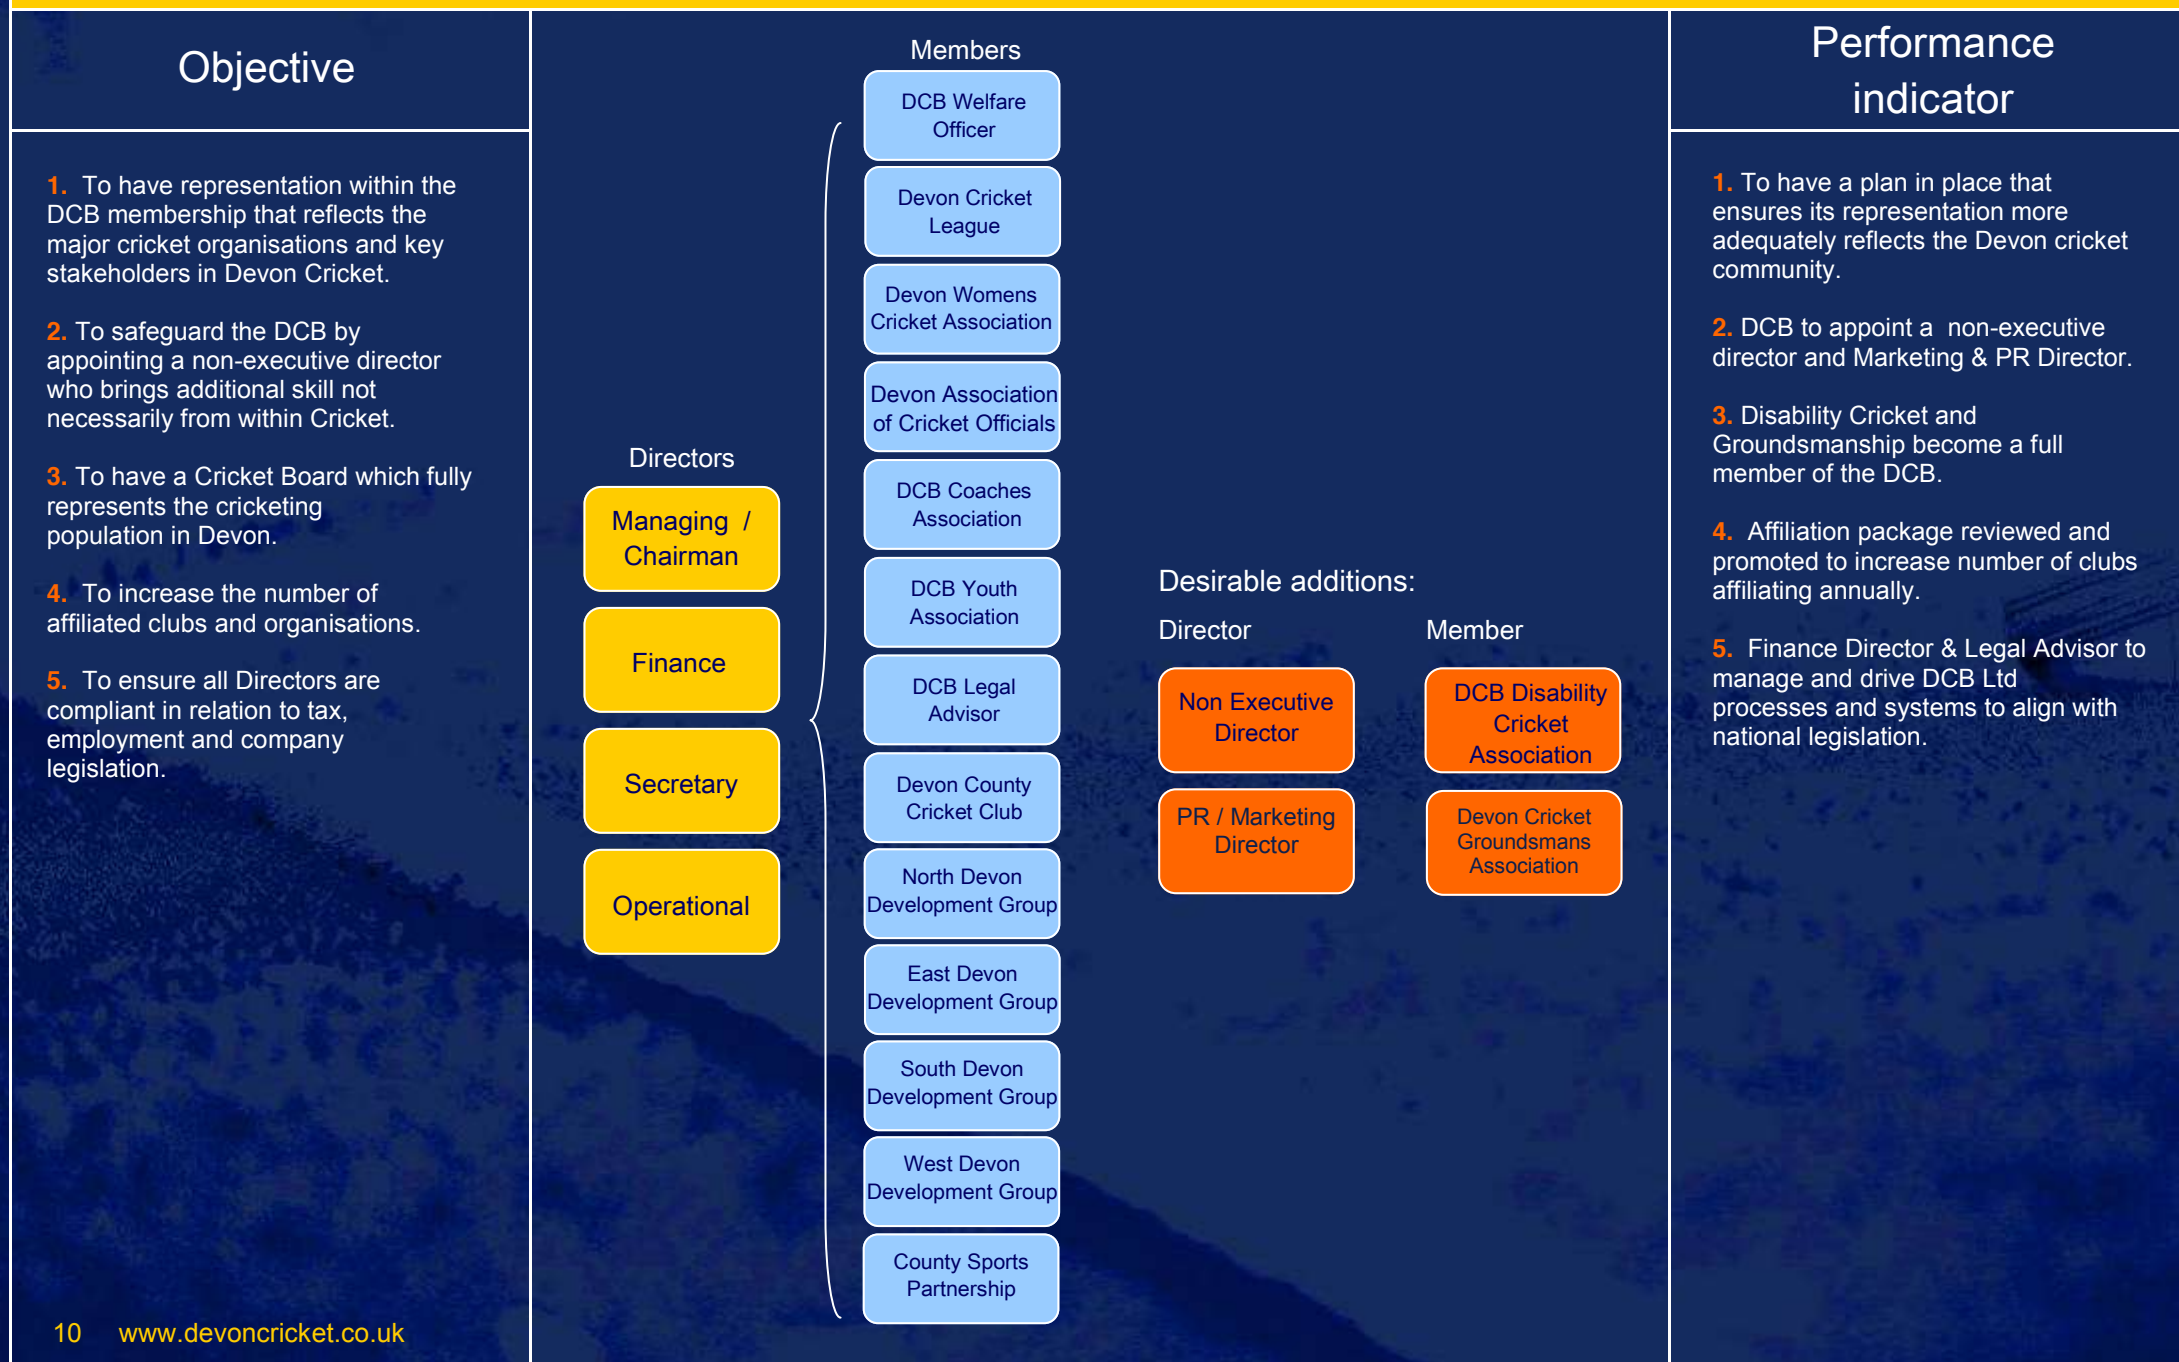 Objective
1. To have representation within the
DCB membership that reflects the
major cricket organisations and key
stakeholders in Devon Cricket.
2. To safeguard the DCB by
appointing a non-executive director
who brings additional skill not
necessarily from within Cricket.
3. To have a Cricket Board which fully
represents the cricketing
population in Devon.
4. To increase the number of
affiliated clubs and organisations.
5. To ensure all Directors are
compliant in relation to tax,
employment and company
legislation.
Directors
Managing /
Chairman
Finance
Secretary
Operational
Members
DCB Welfare
Officer
Devon Cricket
League
Devon Womens
Cricket Association
Devon Association
of Cricket Officials
DCB Coaches
Association
DCB Youth
Association
DCB Legal
Advisor
Devon County
Cricket Club
North Devon
Development Group
East Devon
Development Group
South Devon
Development Group
West Devon
Development Group
County Sports
Partnership
Desirable additions:
Director
Non Executive
Director
PR / Marketing
Director
Member
DCB Disability
Cricket
Association
Devon Cricket
Groundsmans
Association
Performance
indicator
1. To have a plan in place that
ensures its representation more
adequately reflects the Devon cricket
community.
2. DCB to appoint a non-executive
director and Marketing & PR Director.
3. Disability Cricket and
Groundsmanship become a full
member of the DCB.
4. Affiliation package reviewed and
promoted to increase number of clubs
affiliating annually.
5. Finance Director & Legal Advisor to
manage and drive DCB Ltd
processes and systems to align with
national legislation.
10 www.devoncricket.co.uk